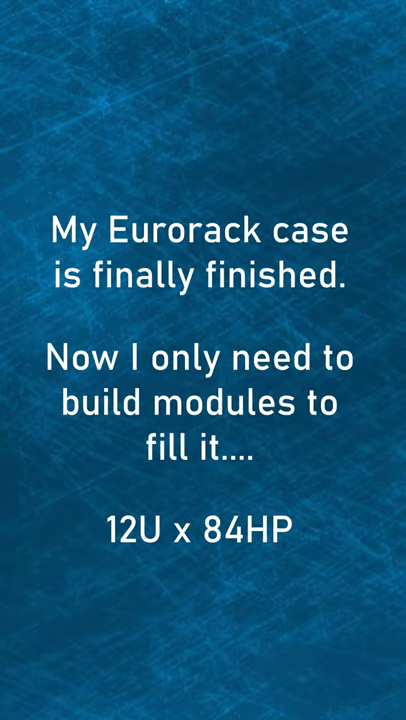 My Eurorack case
is finally finished.
Now I only need to
build modules to
fill it....
12U x 84HP